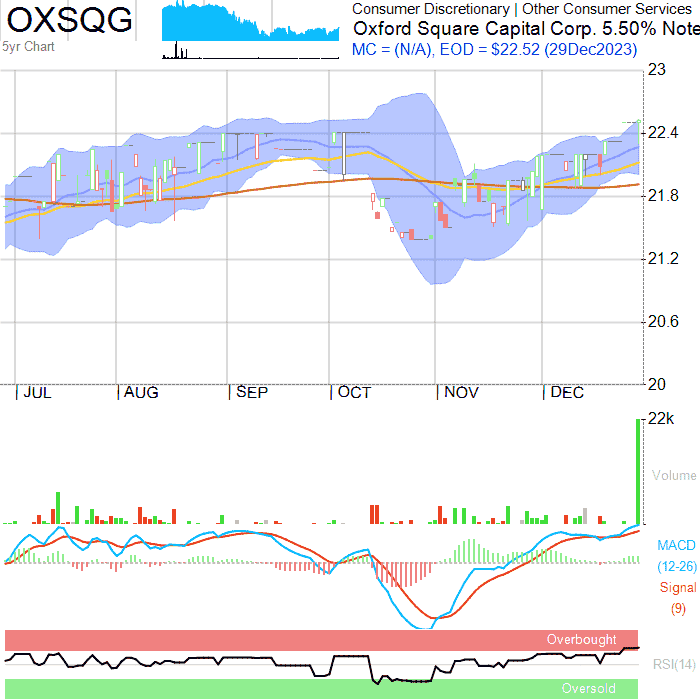 OXSQG
5yr Chart
Consumer Discretionary | Other Consumer Services
Oxford Square Capital Corp. 5.50% Note
MC = (N/A), EOD = $22.52 (29Dec2023)
23
22.4
21.8
21.2
20.6
20
JUL AUG SEP OCT NOV DEC
22k
Volume
MACD
(12-26)
Signal
(9)
Overbought
RSI(14)
Oversold